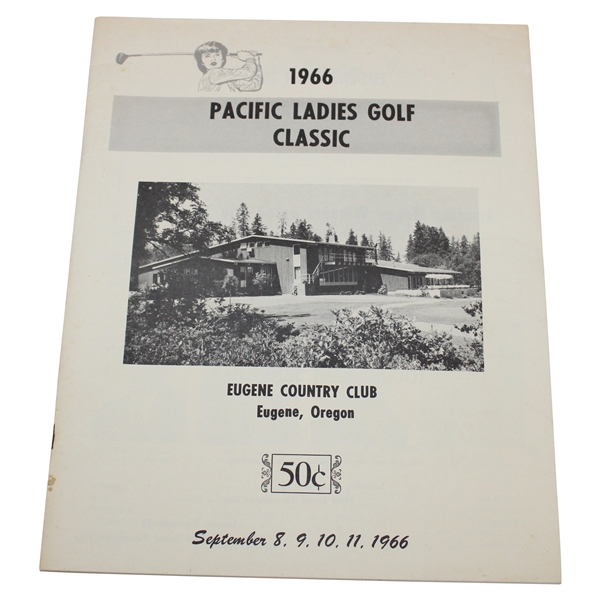 1966
PACIFIC LADIES GOLF
CLASSIC
EUGENE COUNTRY CLUB
Eugene, Oregon
50¢
September 8, 9, 10, 11, 1966